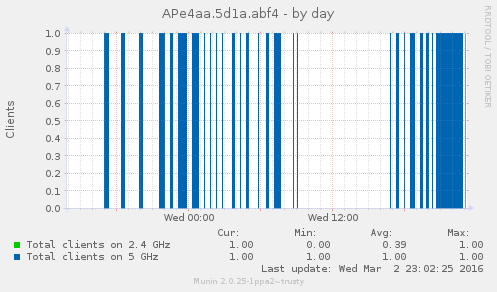 APe4aa.5d1a.abf4 - by day
RRDTOOL / TOBI OETIKER
Clients
1.0
0.9
0.8
0.7
0.6
0.5
0.4
0.3
0.2
0.1
0.0
Wed 00:00 Wed 12:00
Cur: Min: Avg: Max:
Total clients on 2.4 GHz 1.00 0.00 0.39 1.00
Total clients on 5 GHz 1.00 1.00 1.00 1.00
Last update: Wed Mar 2 23:02:25 2016
Munin 2.0.25-1ppa2~trusty